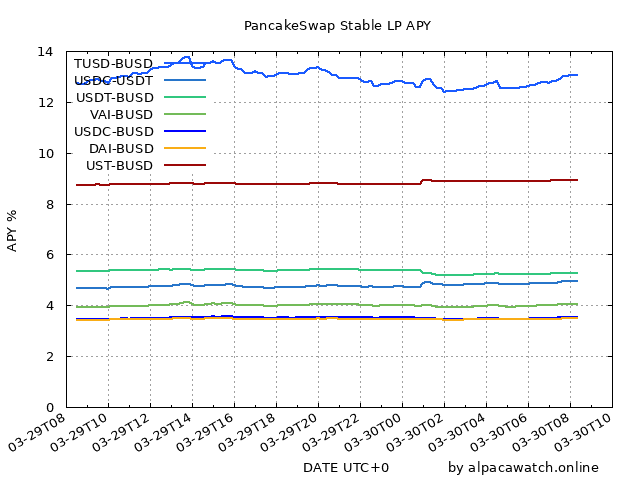 PancakeSwap Stable LP APY
14
12
10
8
6
4
2
0
APY %
TUSD-BUSD
USDC-USDT
USDT-BUSD
VAI-BUSD
USDC-BUSD
DAI-BUSD
UST-BUSD
03-29T08
03-29T10
03-29T12
03-29T14
03-29T16
03-29T18
03-29T20
03-29T22
03-30T00
03-30T02
03-30T04
03-30T06
03-30T08
03-30T10
DATE UTC+0
by alpacawatch.online